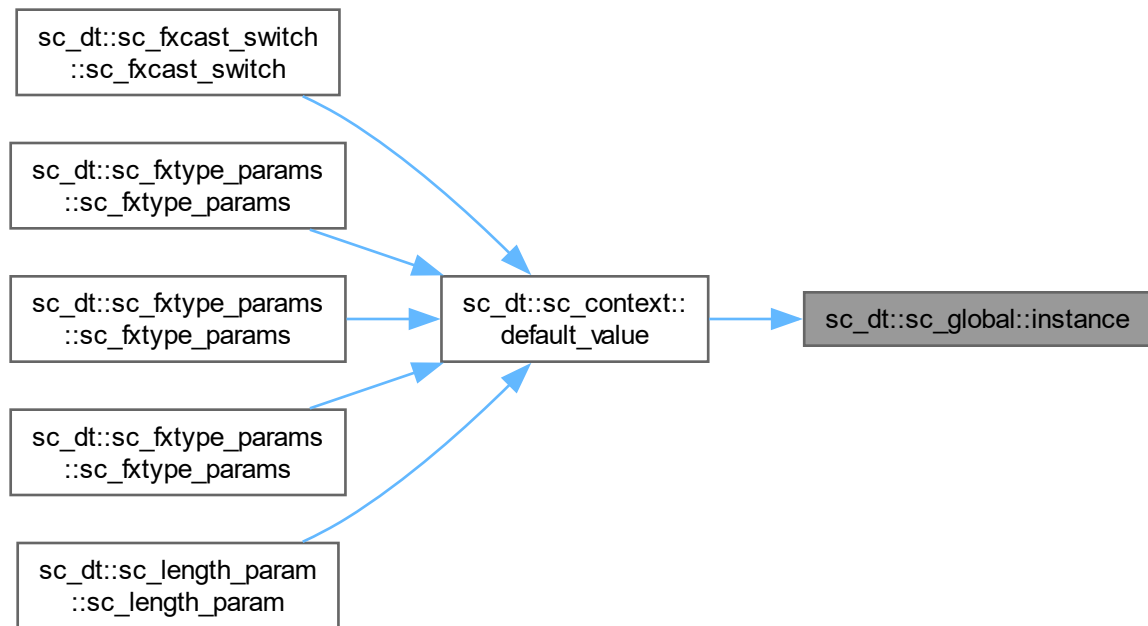 sc_dt::sc_fxcast_switch
::sc_fxcast_switch
sc_dt::sc_fxtype_params
::sc_fxtype_params
sc_dt::sc_fxtype_params
::sc_fxtype_params
sc_dt::sc_fxtype_params
::sc_fxtype_params
sc_dt::sc_length_param
::sc_length_param
sc_dt::sc_context::
default_value
sc_dt::sc_global::instance